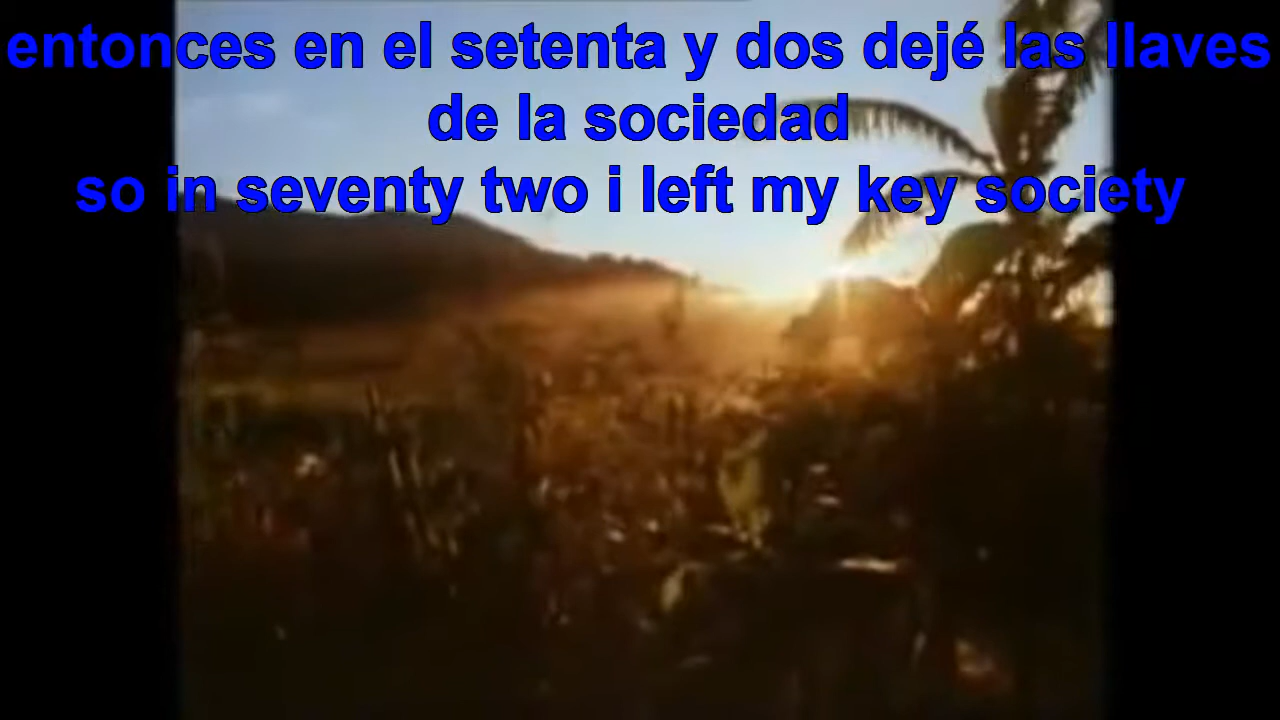 entonces en el setenta y dos dejé las llaves
de la sociedad
so in seventy two i left my key society